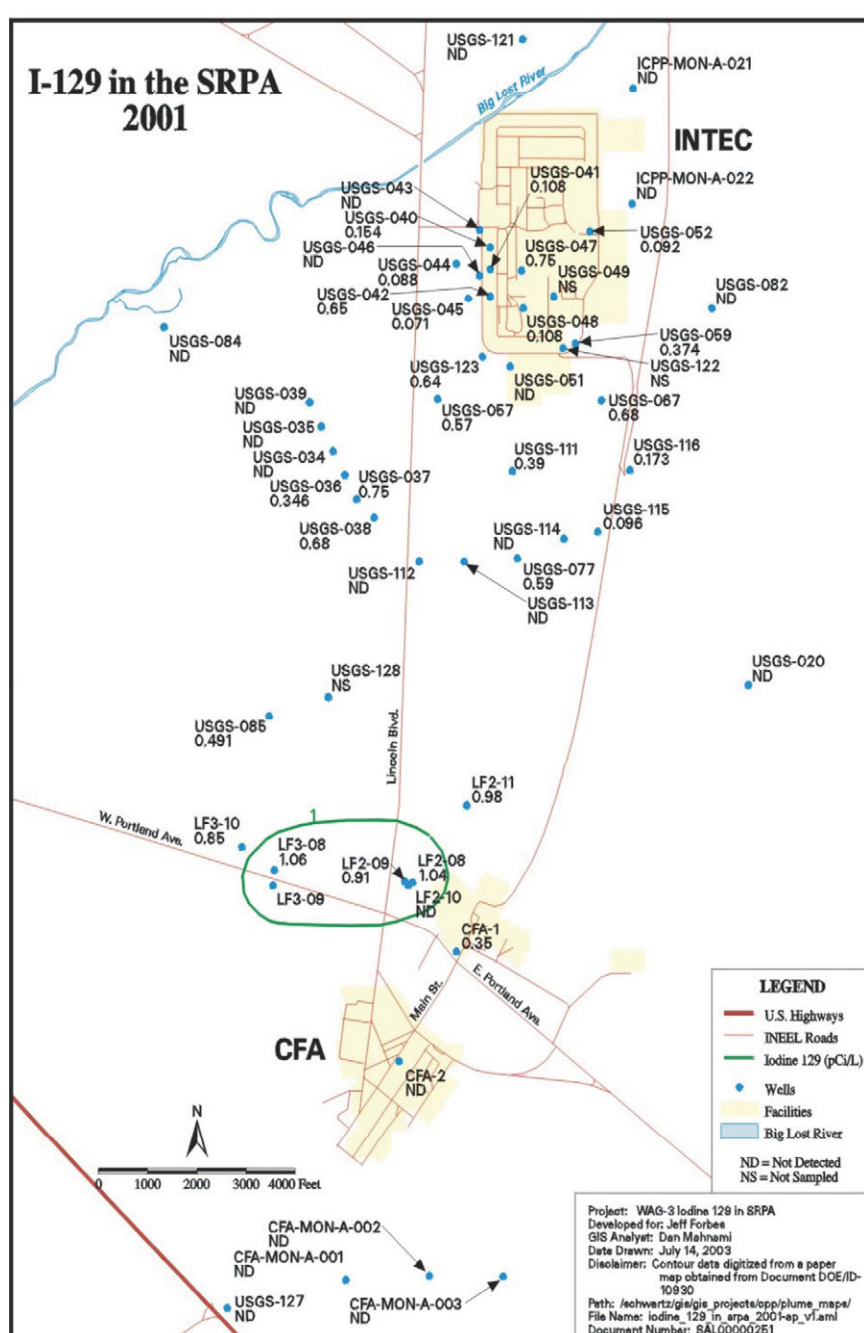 I-129 in the SRPA
2001
USGS-121
ND
Big Lost River
ICPP-MON-A-021
ND
INTEC
USGS-041
0.108
USGS-043
ND
USGS-040
0.154
USGS-046
ND
ICPP-MON-A-022
ND
USGS-052
0.092
USGS-044
0.088
USGS-047
0.75
USGS-049
NS
USGS-042
0.65
USGS-045
0.071
USGS-082
ND
USGS-048
0.108
USGS-059
0.374
USGS-084
ND
USGS-123
0.64
USGS-051
ND
USGS-122
NS
USGS-039
ND
USGS-057
0.57
USGS-067
0.68
USGS-035
ND
USGS-034
ND
USGS-036
0.346
USGS-037
0.75
USGS-111
0.39
USGS-116
0.173
USGS-038
0.68
USGS-115
0.096
USGS-114
ND
USGS-112
ND
USGS-077
0.59
USGS-113
ND
USGS-128
NS
USGS-020
ND
USGS-085
0.491
Lincoln Blvd.
LF2-11
0.98
W. Portland Ave.
LF3-10
0.85
1
LF3-08
1.06
LF2-09
0.91
LF2-08
1.04
LF3-09
LF2-10
ND
CFA-1
0.35
E. Portland Ave.
Main St.
CFA
CFA-2
ND
N
0 1000 2000 3000 4000 Feet
LEGEND
U.S. Highways
INEEL Roads
Iodine 129 (pCi/L)
Wells
Facilities
Big Lost River
ND = Not Detected
NS = Not Sampled
CFA-MON-A-002
ND
CFA-MON-A-001
ND
CFA-MON-A-003
ND
USGS-127
ND
Project: WAG-3 Iodine 129 in SRPA
Developed for: Jeff Forbes
GIS Analyst: Dan Mahnami
Date Drawn: July 14, 2003
Disclaimer: Contour data digitized from a paper
map obtained from Document DOE/ID-
10930
Path: /schwartz/gis/gis_projects/cpp/plume_maps/
File Name: iodine_129_in_srpa_2001-ap_v1.aml
Document Number: SAL00000251